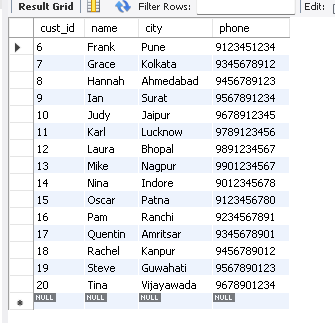 Result Grid Filter Rows: Edit:
cust_id name city phone
6 Frank Pune 9123451234
7 Grace Kolkata 9345678912
8 Hannah Ahmedabad 9456789123
9 Ian Surat 9567891234
10 Judy Jaipur 9678912345
11 Karl Lucknow 9789123456
12 Laura Bhopal 9891234567
13 Mike Nagpur 9901234567
14 Nina Indore 9012345678
15 Oscar Patna 9123456780
16 Pam Ranchi 9234567891
17 Quentin Amritsar 9345678901
18 Rachel Kanpur 9456789012
19 Steve Guwahati 9567890123
20 Tina Vijayawada 9678901234
NULL NULL NULL NULL